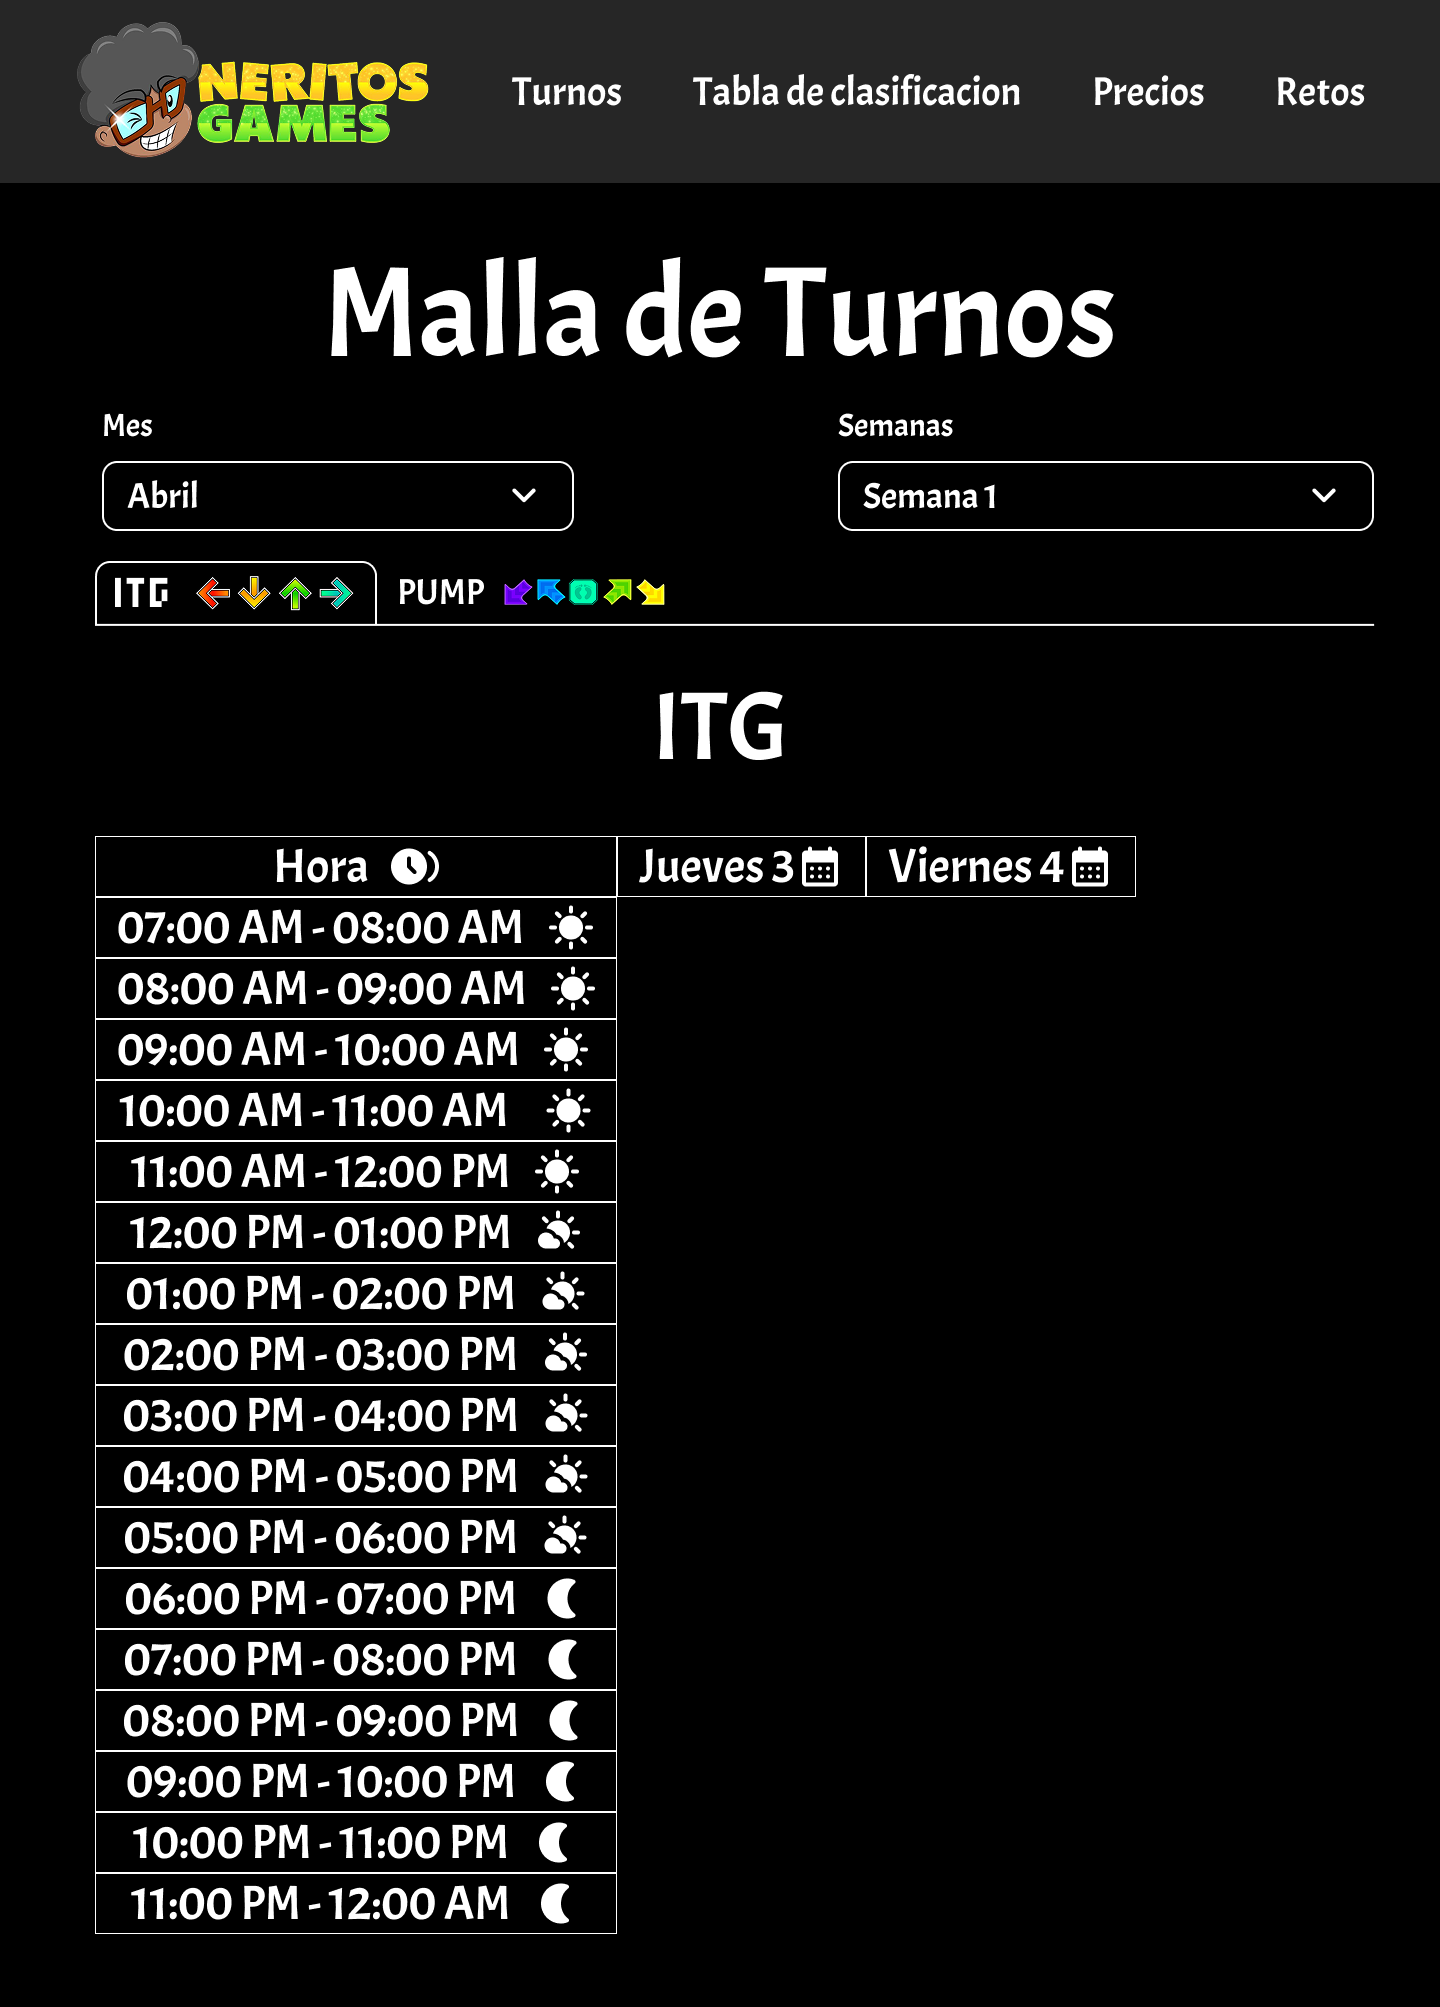 NERITOS
GAMES
Turnos Tabla de clasificacion Precios Retos
Malla de Turnos
Mes Semanas
Abril Semana 1
ITG PUMP
ITG
Hora Jueves 3 Viernes 4
07:00 AM - 08:00 AM
08:00 AM - 09:00 AM
09:00 AM - 10:00 AM
10:00 AM - 11:00 AM
11:00 AM - 12:00 PM
12:00 PM - 01:00 PM
01:00 PM - 02:00 PM
02:00 PM - 03:00 PM
03:00 PM - 04:00 PM
04:00 PM - 05:00 PM
05:00 PM - 06:00 PM
06:00 PM - 07:00 PM
07:00 PM - 08:00 PM
08:00 PM - 09:00 PM
09:00 PM - 10:00 PM
10:00 PM - 11:00 PM
11:00 PM - 12:00 AM